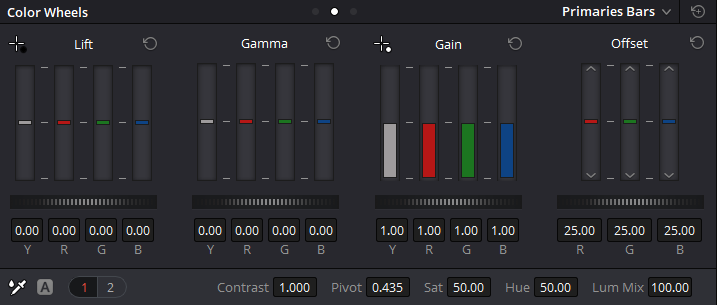 Color Wheels Primaries Bars
Lift Gamma Gain Offset
0.00 0.00 0.00 0.00 0.00 0.00 0.00 0.00 1.00 1.00 1.00 1.00 25.00 25.00 25.00
Y R G B Y R G B Y R G B R G B
A 1 2 Contrast 1.000 Pivot 0.435 Sat 50.00 Hue 50.00 Lum Mix 100.00